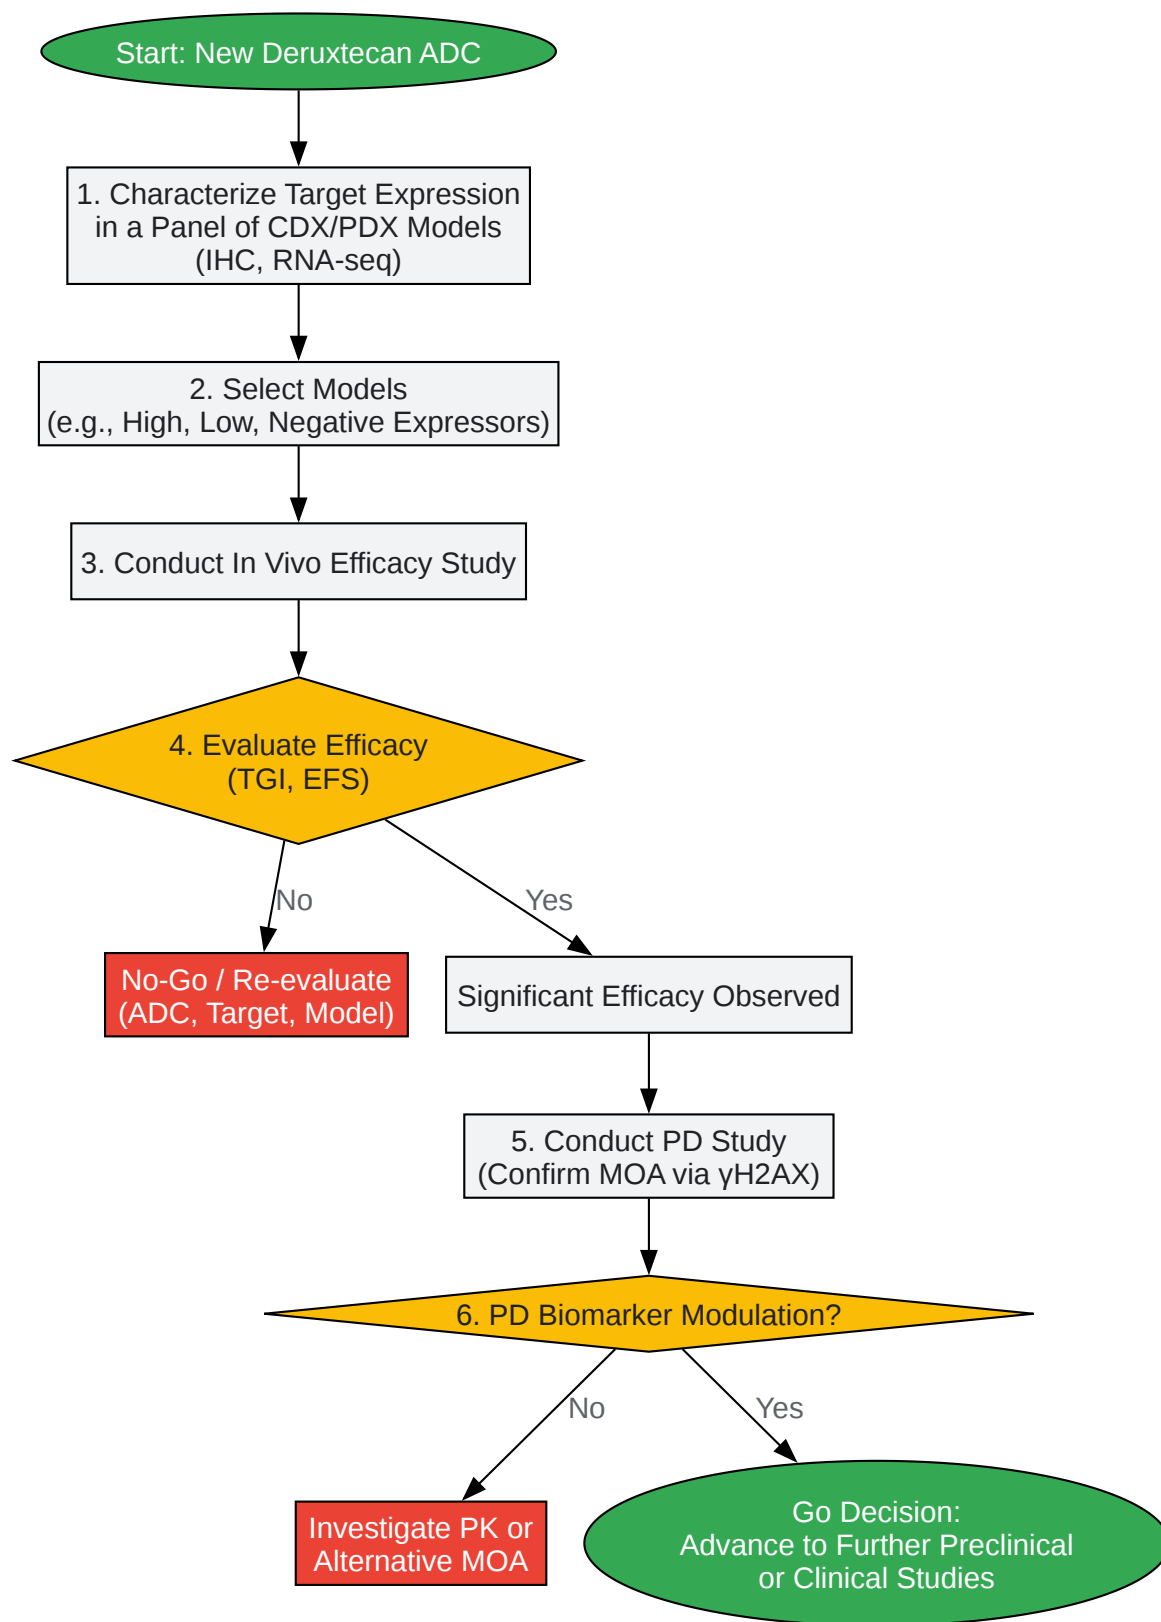 Start: New Deruxtecan ADC
1. Characterize Target Expression
in a Panel of CDX/PDX Models
(IHC, RNA-seq)
2. Select Models
(e.g., High, Low, Negative Expressors)
3. Conduct In Vivo Efficacy Study
4. Evaluate Efficacy
(TGI, EFS)
No
Yes
No-Go / Re-evaluate
(ADC, Target, Model)
Significant Efficacy Observed
5. Conduct PD Study
(Confirm MOA via γH2AX)
6. PD Biomarker Modulation?
No
Yes
Investigate PK or
Alternative MOA
Go Decision:
Advance to Further Preclinical
or Clinical Studies